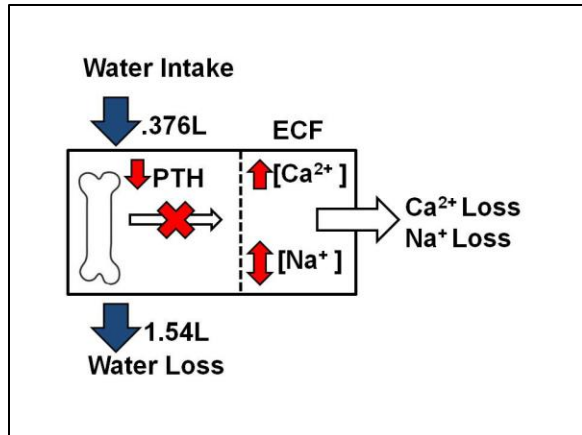 Water Intake
.376L
ECF
PTH
[Ca²⁺]
Ca²⁺ Loss
Na⁺ Loss
[Na⁺]
1.54L
Water Loss